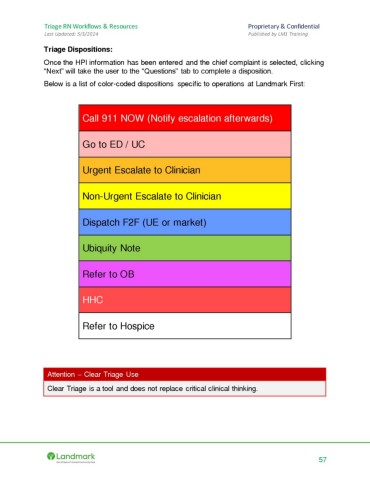 Triage RN Workflows & Resources Proprietary & Confidential
Last Updated: 5/3/2024 Published by LMS Training
Triage Dispositions:
Once the HPI information has been entered and the chief complaint is selected, clicking
"Next" will take the user to the "Questions" tab to complete a disposition.
Below is a list of color-coded dispositions specific to operations at Landmark First:
Call 911 NOW (Notify escalation afterwards)
Go to ED / UC
Urgent Escalate to Clinician
Non-Urgent Escalate to Clinician
Dispatch F2F (UE or market)
Ubiquity Note
Refer to OB
HHC
Refer to Hospice
Attention – Clear Triage Use
Clear Triage is a tool and does not replace critical clinical thinking.
Landmark
57